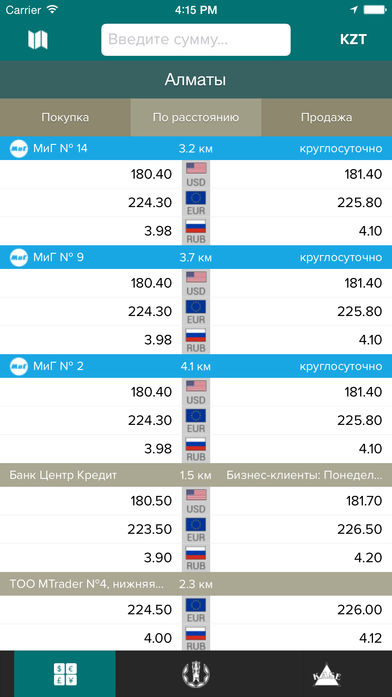 Carrier 4:15 PM
Введите сумму... KZT
Алматы
Покупка По расстоянию Продажа
МиГ МиГ № 14 3.2 км круглосуточно
180.40 USD 181.40
224.30 EUR 225.80
3.98 RUB 4.10
МиГ МиГ № 9 3.7 км круглосуточно
180.40 USD 181.40
224.30 EUR 225.80
3.98 RUB 4.10
МиГ МиГ № 2 4.1 км круглосуточно
180.40 USD 181.40
224.30 EUR 225.80
3.98 RUB 4.10
Банк Центр Кредит 1.5 км Бизнес-клиенты: Понедел...
180.50 USD 181.70
223.50 EUR 226.50
3.90 RUB 4.20
ТОО MTrader №4, нижняя... 2.3 км
224.50 EUR 226.00
4.00 RUB 4.12
$ €
£ ¥
KASE